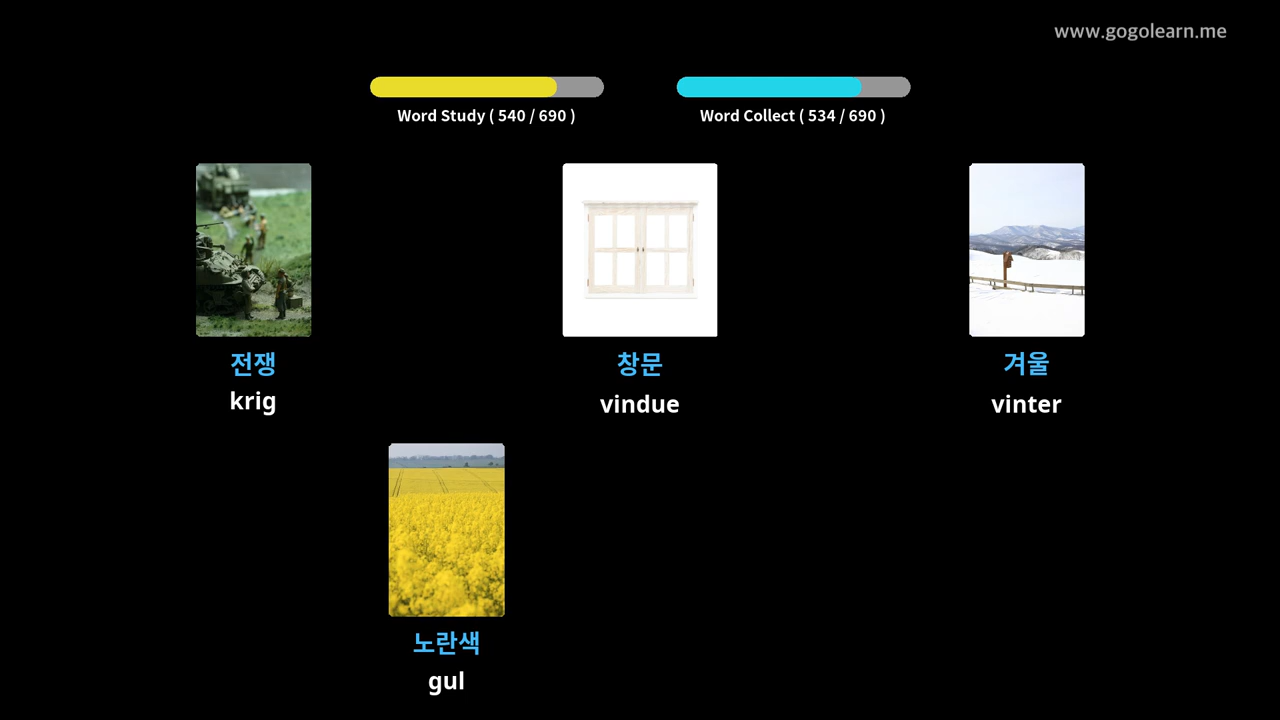 www.gogolearn.me
Word Study ( 540 / 690 )
Word Collect ( 534 / 690 )
전쟁
krig
창문
vindue
겨울
vinter
노란색
gul